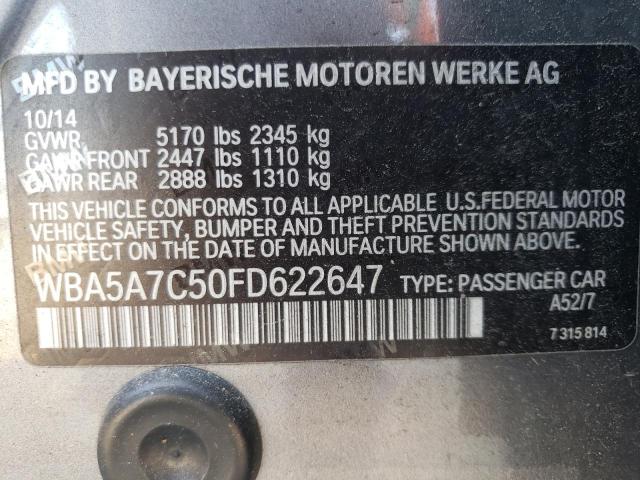 MFD BY BAYERISCHE MOTOREN WERKE AG
10/14
GVWR. 5170 lbs 2345 kg
GAWR FRONT 2447 lbs 1110 kg
GAWR REAR 2888 lbs 1310 kg
THIS VEHICLE CONFORMS TO ALL APPLICABLE U.S.FEDERAL MOTOR
VEHICLE SAFETY, BUMPER AND THEFT PREVENTION STANDARDS
IN EFFECT ON THE DATE OF MANUFACTURE SHOWN ABOVE.
WBA5A7C50FD622647 TYPE: PASSENGER CAR
A52/7
7 315 814